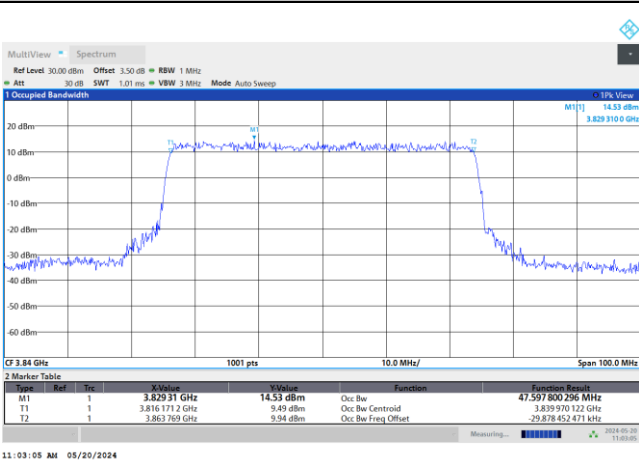 MultiView Spectrum
Ref Level 30.00 dBm Offset 3.50 dB RBW 1 MHz
Att 30 dB SWT 1.01 ms VBW 3 MHz Mode Auto Sweep
1 Occupied Bandwidth 1Pk View
M1[1] 14.53 dBm
3.829 310 0 GHz
20 dBm
M1
T1 T2
10 dBm
0 dBm
-10 dBm
-20 dBm
-30 dBm
-40 dBm
-50 dBm
-60 dBm
CF 3.84 GHz 1001 pts 10.0 MHz/ Span 100.0 MHz
2 Marker Table
Type Ref Trc X-Value Y-Value Function Function Result
M1 1 3.829 31 GHz 14.53 dBm Occ Bw 47.597 800 296 MHz
T1 1 3.816 171 2 GHz 9.49 dBm Occ Bw Centroid 3.839 970 122 GHz
T2 1 3.863 769 GHz 9.94 dBm Occ Bw Freq Offset -29.878 452 471 kHz
Measuring... 2024-05-20
11:03:05
11:03:05 AM 05/20/2024